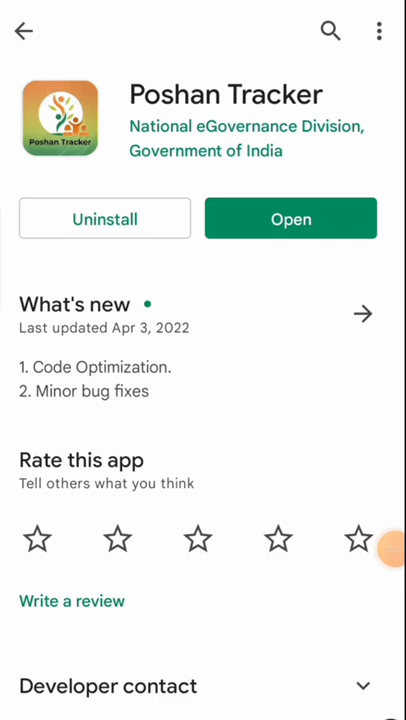 Poshan Tracker
Poshan Tracker
National eGovernance Division,
Government of India
Uninstall
Open
What's new
Last updated Apr 3, 2022
1. Code Optimization.
2. Minor bug fixes
Rate this app
Tell others what you think
Write a review
Developer contact